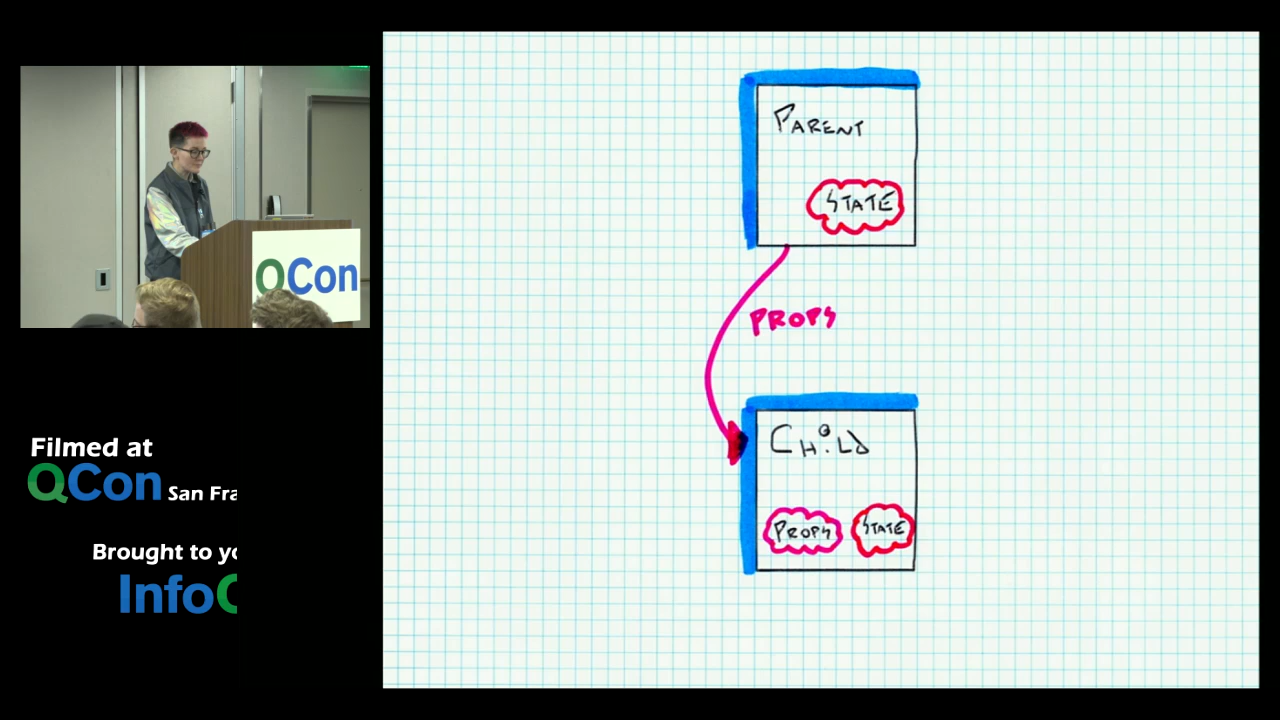 PARENT
STATE
PROPS
CHiLD
PROPS
STATE
QCon
Filmed at
QCon San Fra
Brought to yo
InfoQ